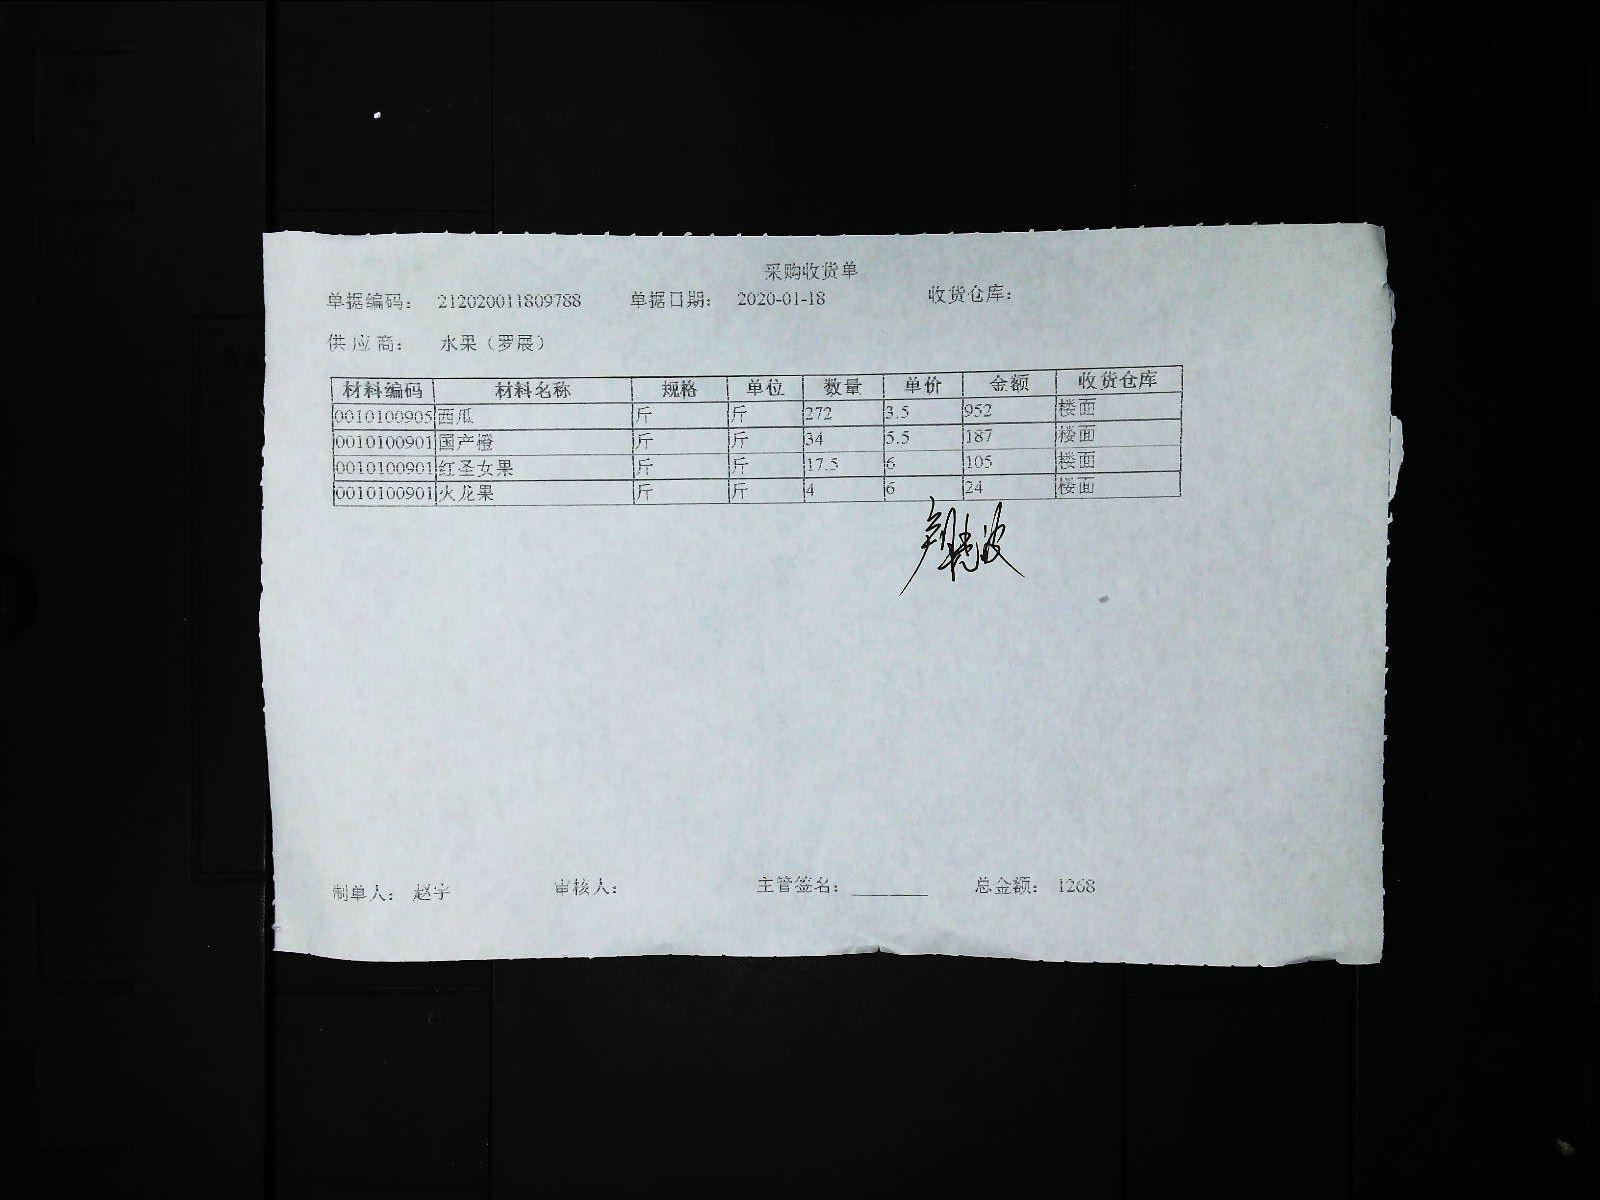 采购收货单
单据编码： 212020011809788 单据日期： 2020-01-18 收货仓库：
供应商： 水果（罗展）
材料编码 材料名称 规格 单位 数量 单价 金额 收货仓库
0010100905 西瓜 斤 斤 272 3.5 952 楼面
0010100901 国产橙 斤 斤 34 5.5 187 楼面
0010100901 红圣女果 斤 斤 17.5 6 105 楼面
0010100901 火龙果 斤 斤 4 6 24 楼面
制单人： 赵宇 审核人： 主管签名： 总金额： 1268